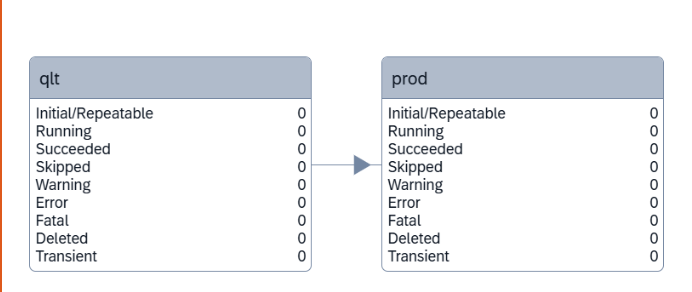 qlt
Initial/Repeatable 0
Running 0
Succeeded 0
Skipped 0
Warning 0
Error 0
Fatal 0
Deleted 0
Transient 0
prod
Initial/Repeatable 0
Running 0
Succeeded 0
Skipped 0
Warning 0
Error 0
Fatal 0
Deleted 0
Transient 0